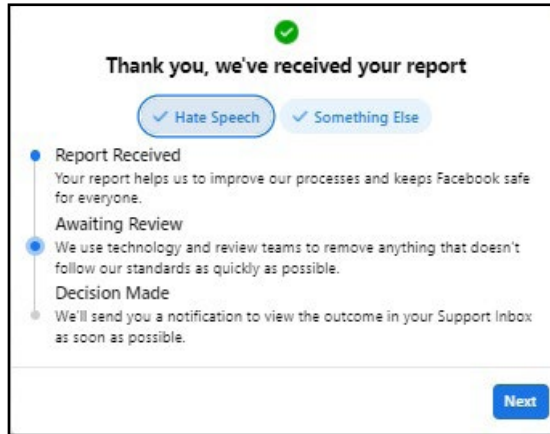 Thank you, we've received your report
Hate Speech
Something Else
Report Received
Your report helps us to improve our processes and keeps Facebook safe
for everyone.
Awaiting Review
We use technology and review teams to remove anything that doesn't
follow our standards as quickly as possible.
Decision Made
We'll send you a notification to view the outcome in your Support Inbox
as soon as possible.
Next